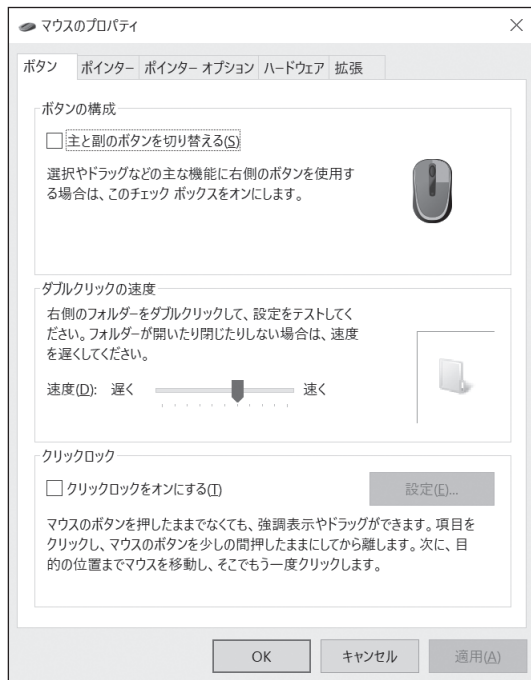 マウスのプロパティ
ボタン ポインター ポインター オプション ハードウェア 拡張
ボタンの構成
主と副のボタンを切り替える(S)
選択やドラッグなどの主な機能に右側のボタンを使用す
る場合は、このチェック ボックスをオンにします。
ダブルクリックの速度
右側のフォルダーをダブルクリックして、設定をテストしてく
ださい。フォルダーが開いたり閉じたりしない場合は、速度
を遅くしてください。
速度(D): 遅く 速く
クリックロック
クリックロックをオンにする(T)
設定(E)...
マウスのボタンを押したままでなくても、強調表示やドラッグができます。項目を
クリックし、マウスのボタンを少しの間押したままにしてから離します。次に、目
的の位置までマウスを移動し、そこでもう一度クリックします。
OK キャンセル 適用(A)